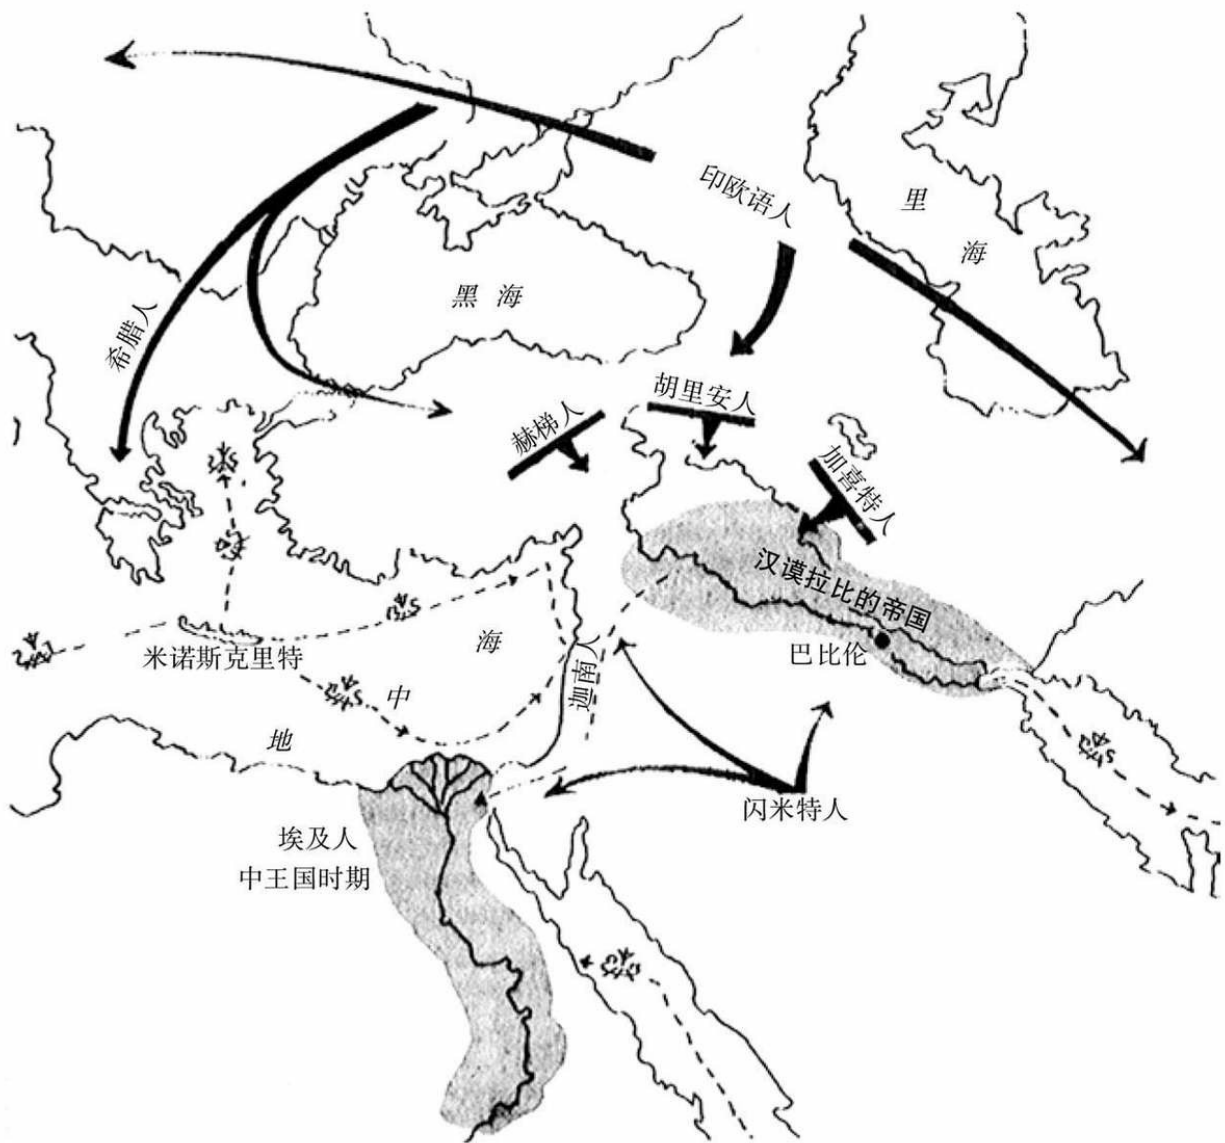 印欧语人
里
海
黑 海
希腊人
胡里安人
赫梯人
加喜特人
汉谟拉比的帝国
巴比伦
米诺斯克里特
海
中
地
迦南人
闪米特人
埃及人
中王国时期